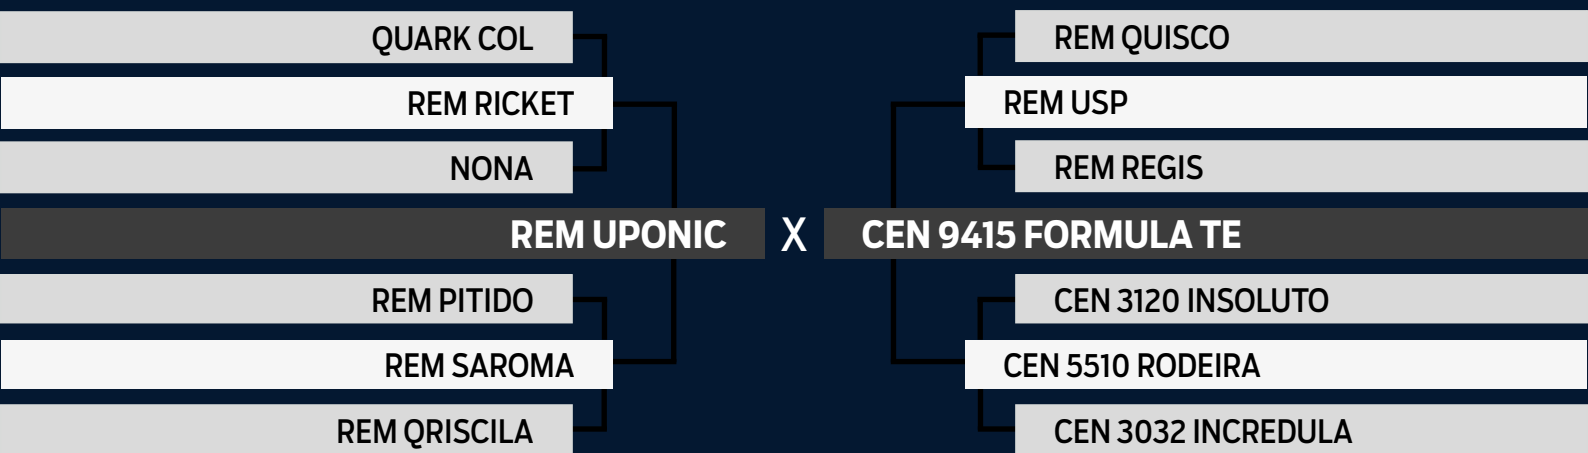 QUARK COL
REM RICKET
NONA
REM UPONIC X CEN 9415 FORMULA TE
REM PITIDO
REM SAROMA
REM QRISCILA
REM QUISCO
REM USP
REM REGIS
CEN 3120 INSOLUTO
CEN 5510 RODEIRA
CEN 3032 INCREDULA